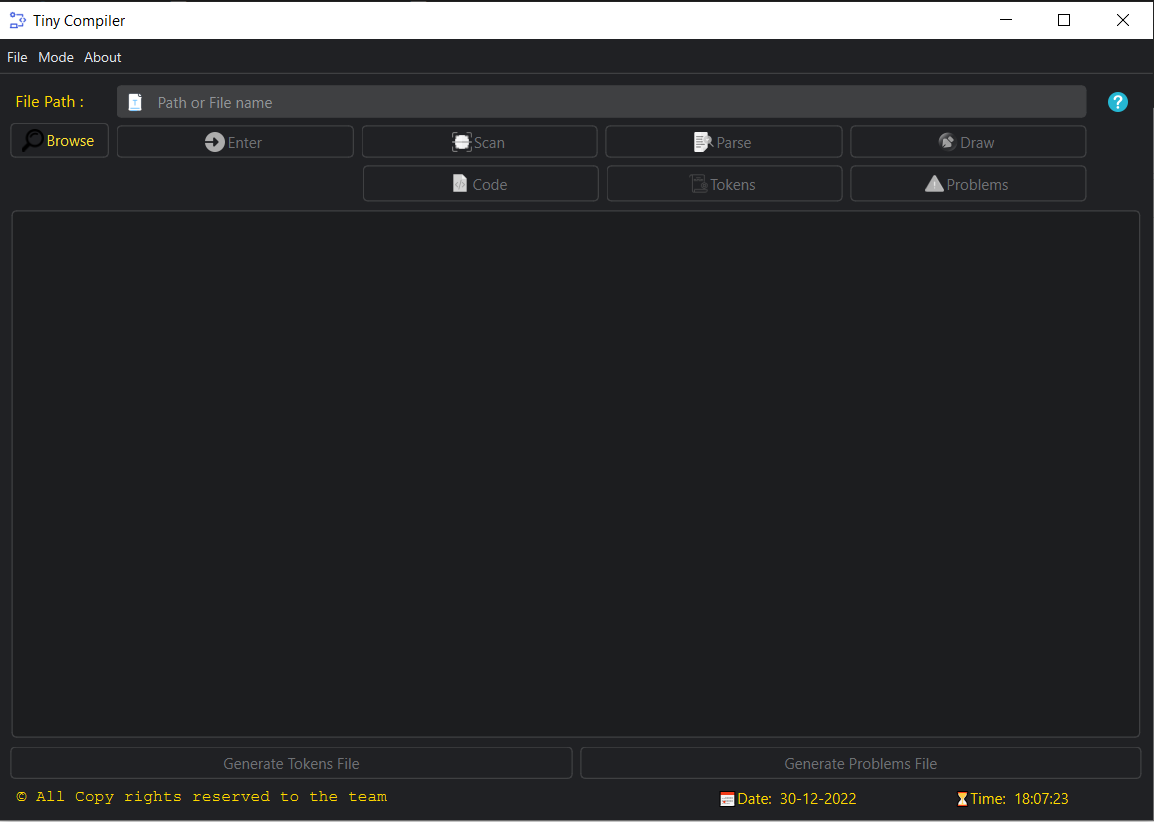 Tiny Compiler
File Mode About
File Path : Path or File name ?
Browse Enter Scan Parse Draw
Code Tokens Problems
Generate Tokens File Generate Problems File
© All Copy rights reserved to the team Date: 30-12-2022 Time: 18:07:23